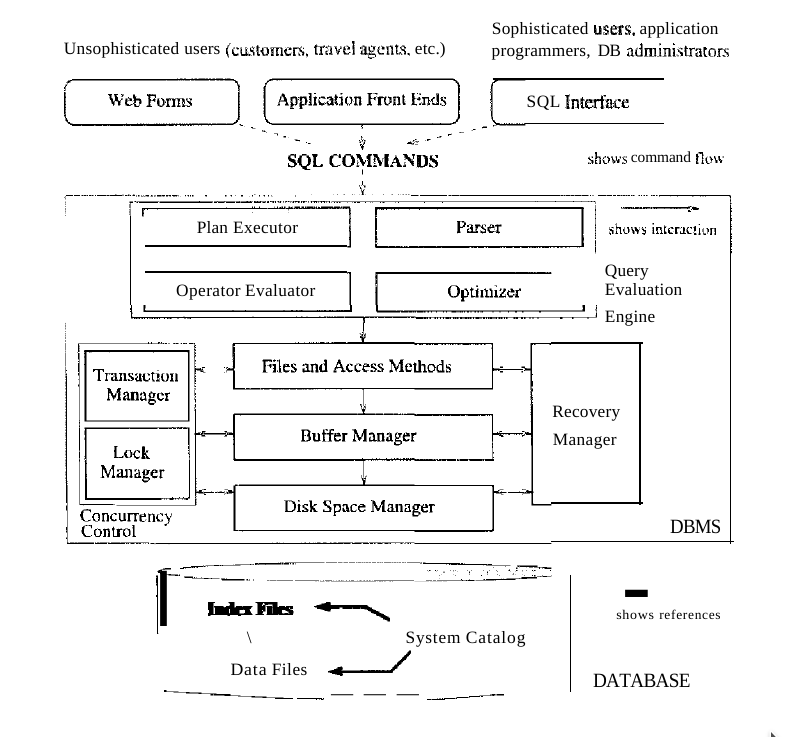 Unsophisticated users (customers, travel agents, etc.)
Sophisticated users, application
programmers, DB administrators
Web Forms
Application Front Ends
SQL Interface
SQL COMMANDS
shows command flow
Plan Executor
Parser
shows interaction
Operator Evaluator
Optimizer
Query
Evaluation
Engine
Files and Access Methods
Transaction
Manager
Buffer Manager
Recovery
Manager
Lock
Manager
Disk Space Manager
Concurrency
Control
DBMS
Index Files
shows references
System Catalog
Data Files
DATABASE